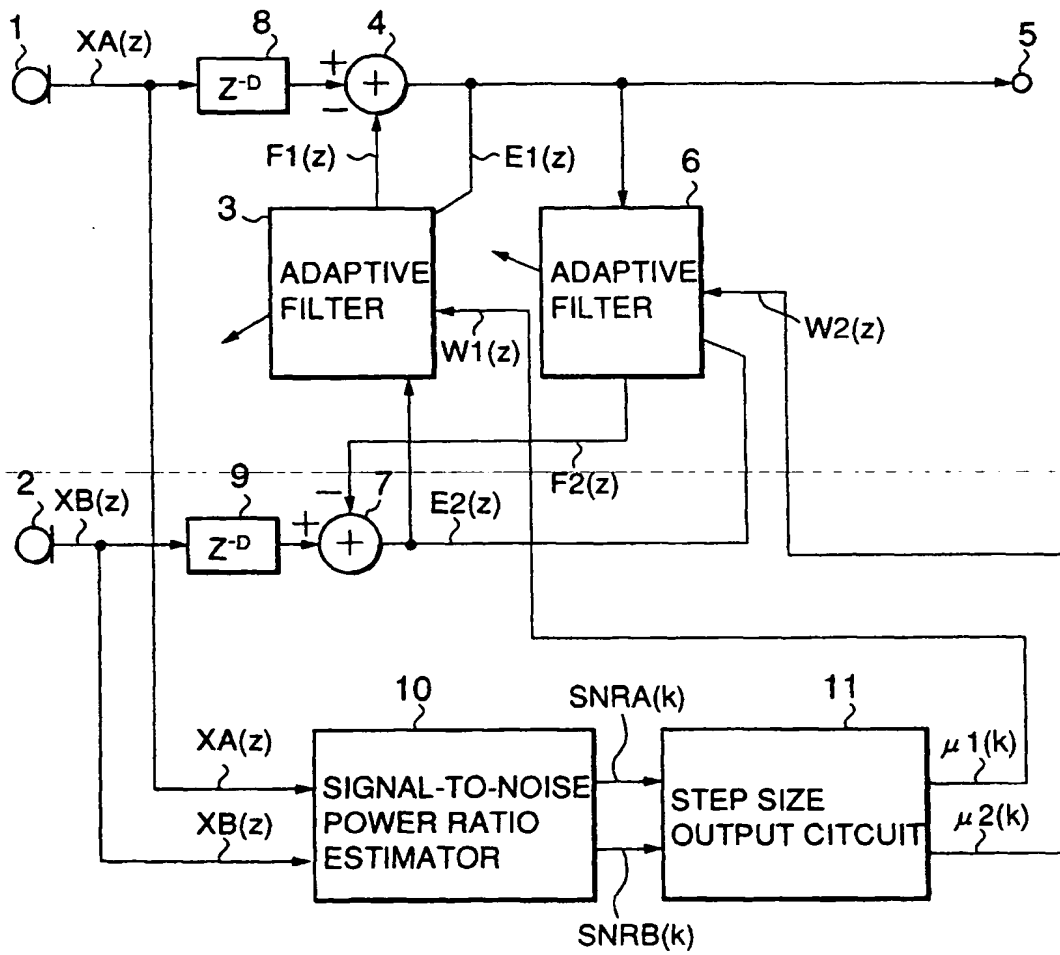 1
XA(z)
8
Z-D
+
−
4
+
5
F1(z)
E1(z)
3
ADAPTIVE
FILTER
6
ADAPTIVE
FILTER
W1(z)
W2(z)
F2(z)
2
XB(z)
9
Z-D
+
−
7
+
E2(z)
10
XA(z)
XB(z)
SIGNAL-TO-NOISE
POWER RATIO
ESTIMATOR
SNRA(k)
SNRB(k)
11
STEP SIZE
OUTPUT CITCUIT
μ1(k)
μ2(k)